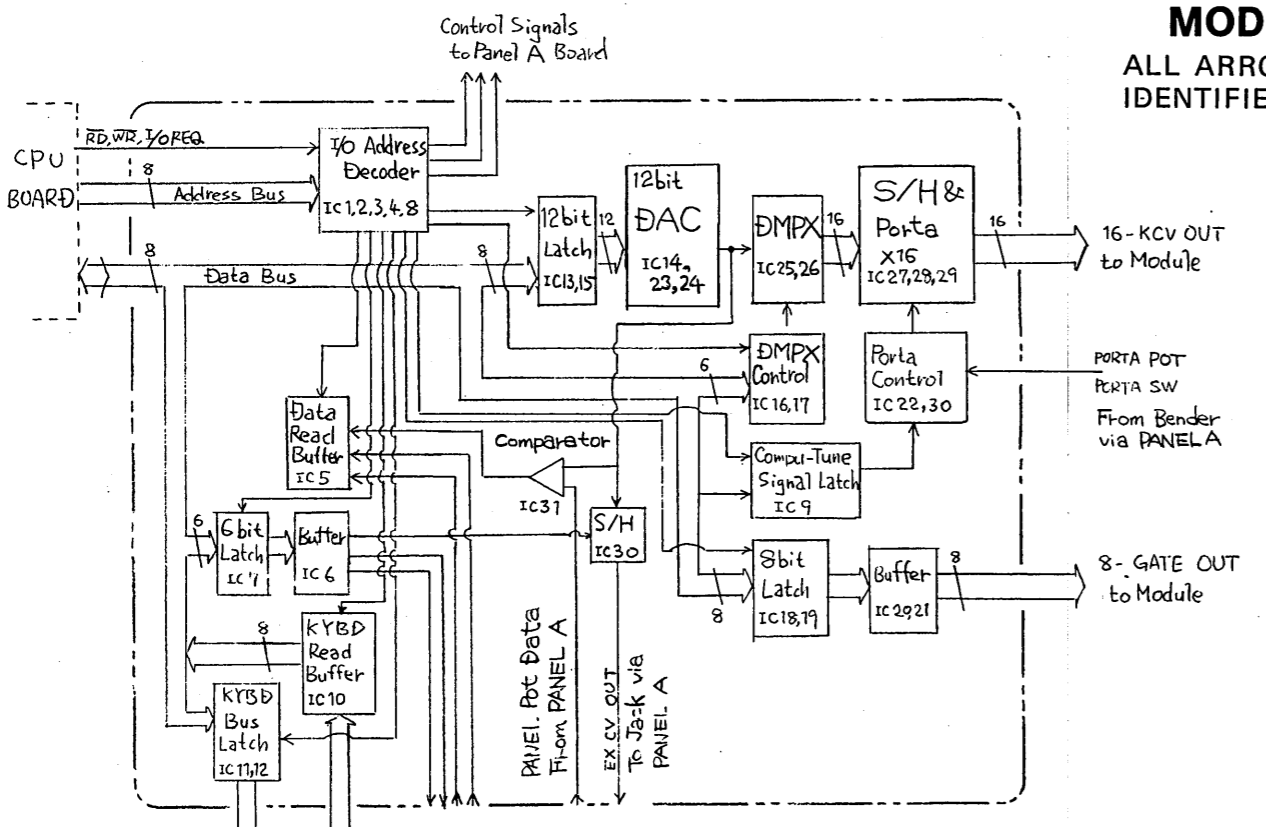 Control Signals
to Panel A Board
MOD
ALL ARRO
IDENTIFIE
CPU
BOARD
RD, WR, I/OREQ
8
Address Bus
I/O Address
Decoder
IC 1, 2, 3, 4, 8
8
Data Bus
8
12bit
Latch
IC13,15
12
12bit
DAC
IC14,
23,24
DMPX
IC25,26
16
S/H &
Porta
X16
IC27,28,29
16
16-KCV OUT
to Module
6
DMPX
Control
IC16,17
Porta
Control
IC22,30
PORTA POT
PORTA SW
From Bender
via PANEL A
Data
Read
Buffer
IC5
Comparator
IC31
Compu-Tune
Signal Latch
IC9
6
6bit
Latch
IC7
Buffer
IC6
S/H
IC30
8
8bit
Latch
IC18,19
Buffer
IC20,21
8
8-GATE OUT
to Module
8
KYBD
Read
Buffer
IC10
KYBD
Bus
Latch
IC11,12
PANEL Pot Data
From PANEL A
EX CV OUT
To Jack via
PANEL A